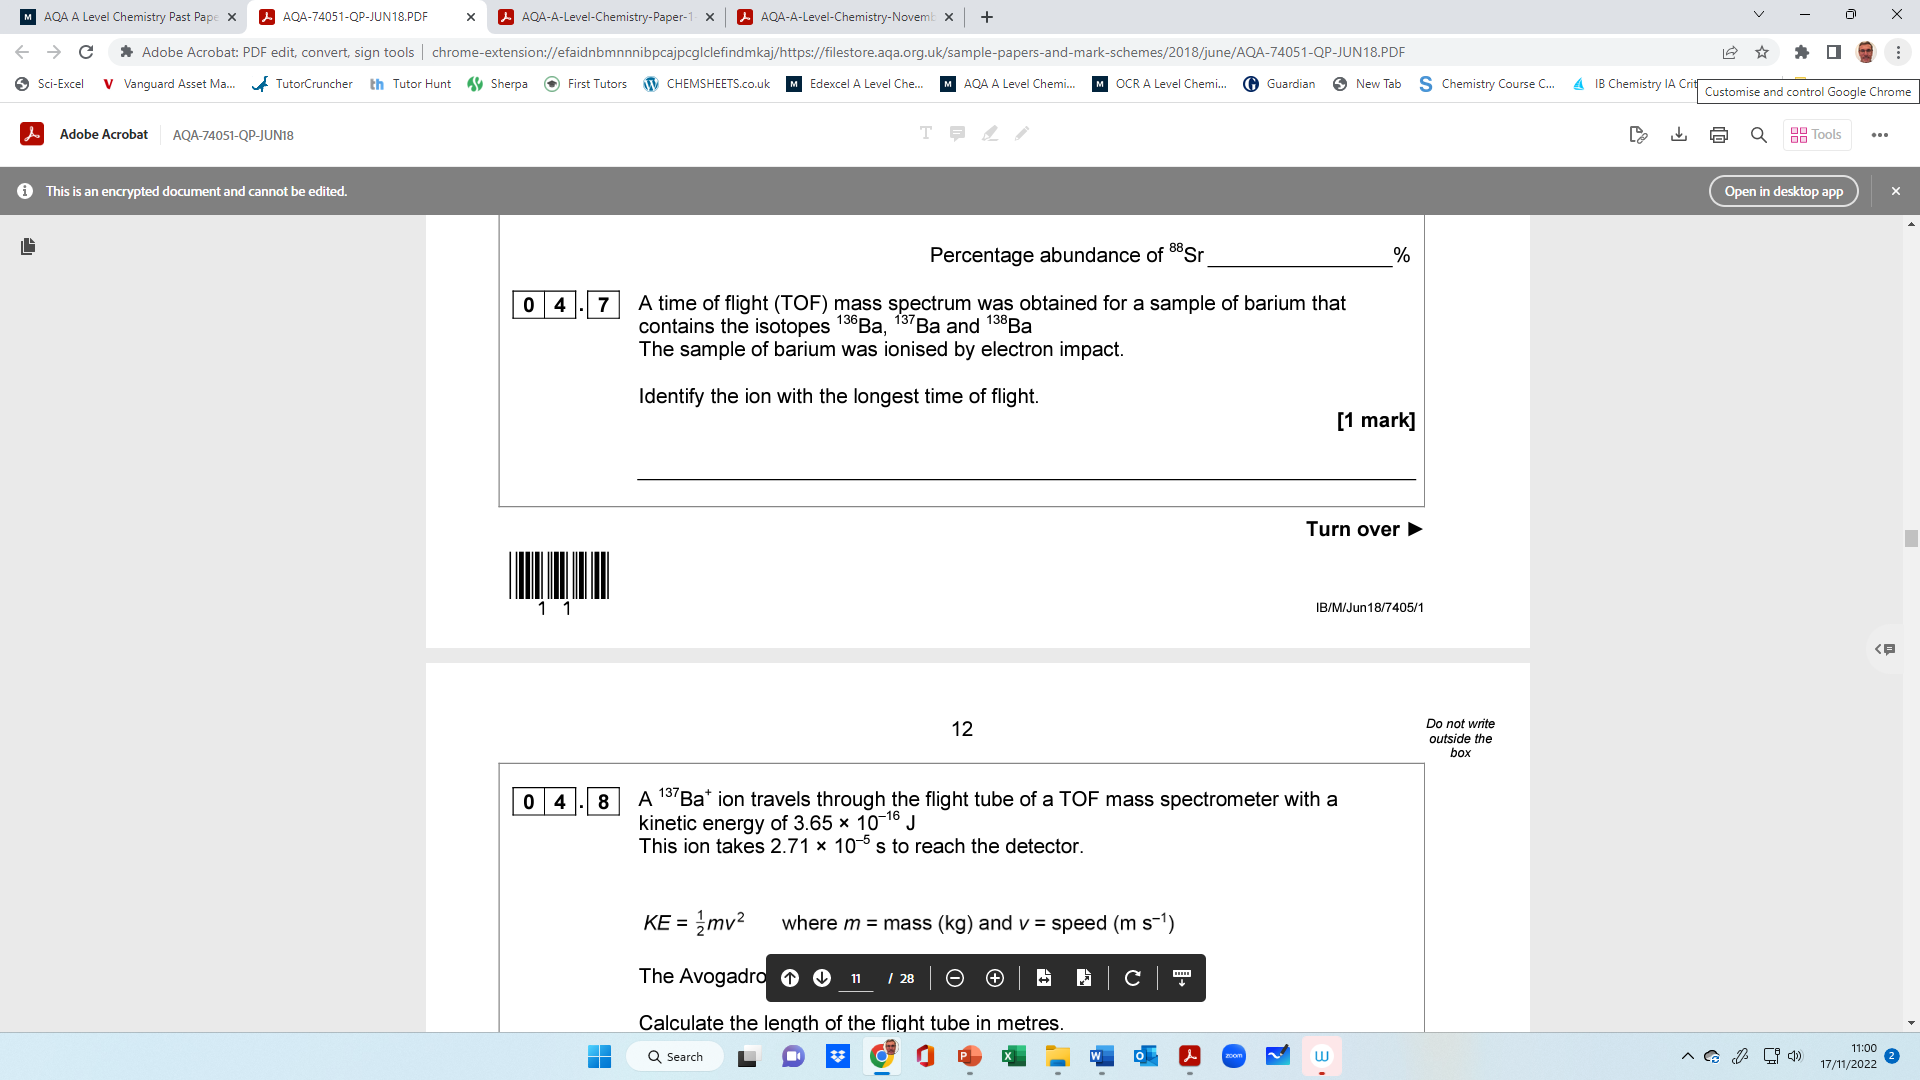 AQA A Level Chemistry Past Pape
AQA-74051-QP-JUN18.PDF
AQA-A-Level-Chemistry-Paper-1-
AQA-A-Level-Chemistry-Novemb
Adobe Acrobat: PDF edit, convert, sign tools | chrome-extension://efaidnbmnnnibpcajpcglclefindmkaj/https://filestore.aqa.org.uk/sample-papers-and-mark-schemes/2018/june/AQA-74051-QP-JUN18.PDF
Sci-Excel
Vanguard Asset Ma...
TutorCruncher
Tutor Hunt
Sherpa
First Tutors
CHEMSHEETS.co.uk
Edexcel A Level Che...
AQA A Level Chemi...
OCR A Level Chemi...
Guardian
New Tab
Chemistry Course C...
IB Chemistry IA Crit
Customise and control Google Chrome
Adobe Acrobat
AQA-74051-QP-JUN18
Tools
This is an encrypted document and cannot be edited.
Open in desktop app
Percentage abundance of ⁸⁸Sr ________________ %
0 4 . 7 A time of flight (TOF) mass spectrum was obtained for a sample of barium that
contains the isotopes ¹³⁶Ba, ¹³⁷Ba and ¹³⁸Ba
The sample of barium was ionised by electron impact.
Identify the ion with the longest time of flight.
[1 mark]
Turn over ►
1 1
IB/M/Jun18/7405/1
12
Do not write
outside the
box
0 4 . 8 A ¹³⁷Ba⁺ ion travels through the flight tube of a TOF mass spectrometer with a
kinetic energy of 3.65 × 10⁻¹⁶ J
This ion takes 2.71 × 10⁻⁵ s to reach the detector.
KE = ½mv² where m = mass (kg) and v = speed (m s⁻¹)
The Avogadro
11 / 28
Calculate the length of the flight tube in metres.
Search
zoom
11:00
17/11/2022
2